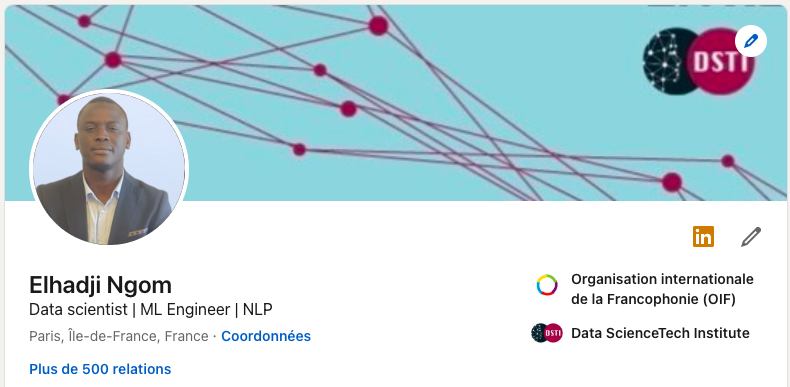 DSTI
in
Elhadji Ngom
Data scientist | ML Engineer | NLP
Paris, Île-de-France, France · Coordonnées
Plus de 500 relations
Organisation internationale
de la Francophonie (OIF)
DSTI
Data ScienceTech Institute